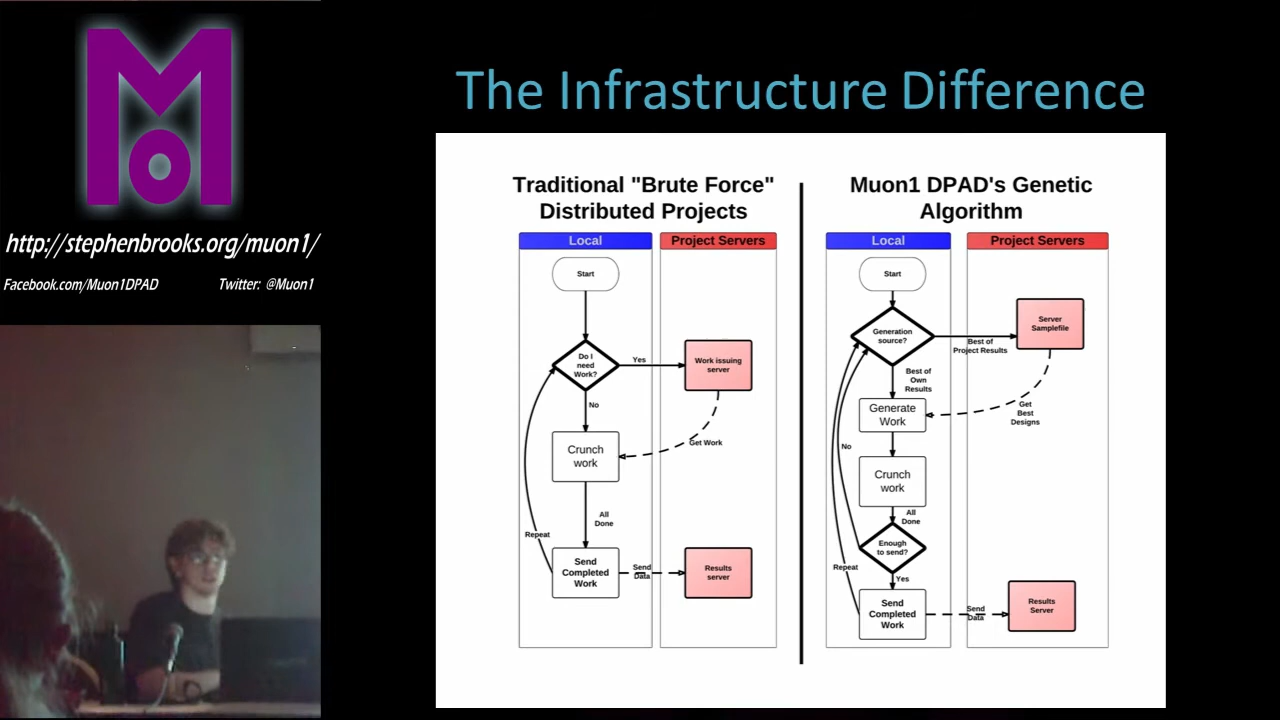 http://stephenbrooks.org/muon1/
Facebook.com/Muon1DPAD Twitter: @Muon1
The Infrastructure Difference
Traditional "Brute Force"
Distributed Projects
Local
Project Servers
Start
Do I
need
Work?
Yes
Work issuing
server
No
Get Work
Crunch
work
All
Done
Repeat
Send
Completed
Work
Send
Data
Results
server
Muon1 DPAD's Genetic
Algorithm
Local
Project Servers
Start
Generation
source?
Best of
Project Results
Server
Samplefile
Best of
Own
Results
Get
Best
Designs
Generate
Work
No
Crunch
work
All
Done
Enough
to send?
Repeat
Yes
Send
Completed
Work
Send
Data
Results
Server